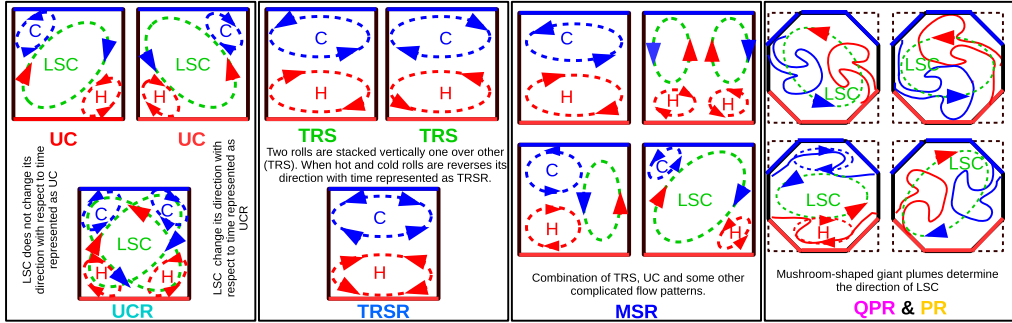 C
LSC
H
C
LSC
H
UC
UC
LSC does not change its
direction with respect to time
represented as UC
C
C
LSC
H
H
LSC change its direction with
respect to time represented as
UCR
UCR
C
H
C
H
TRS
TRS
Two rolls are stacked vertically one over other
(TRS). When hot and cold rolls are reverses its
direction with time represented as TRSR.
C
H
TRSR
C
H
H
H
C
H
C
LSC
H
Combination of TRS, UC and some other
complicated flow patterns.
MSR
LSC
LSC
LSC
H
LSC
Mushroom-shaped giant plumes determine
the direction of LSC
QPR & PR